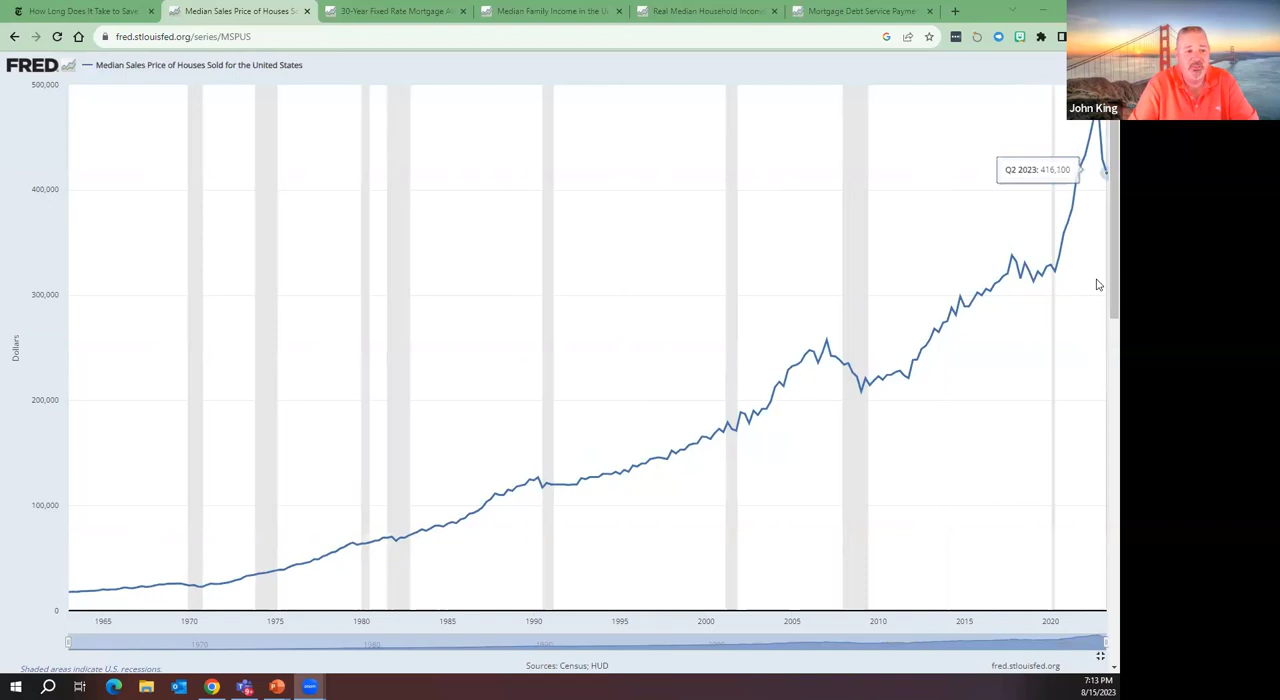 How Long Does It Take to Save
Median Sales Price of Houses S
30-Year Fixed Rate Mortgage A
Median Family Income in the U
Real Median Household Income
Mortgage Debt Service Payme
fred.stlouisfed.org/series/MSPUS
FRED
Median Sales Price of Houses Sold for the United States
John King
500,000
400,000
300,000
200,000
100,000
0
Dollars
Q2 2023: 416,100
1965
1970
1975
1980
1985
1990
1995
2000
2005
2010
2015
2020
1970
1980
1990
Shaded areas indicate U.S. recessions.
Sources: Census; HUD
fred.stlouisfed.org
7:13 PM
8/15/2023